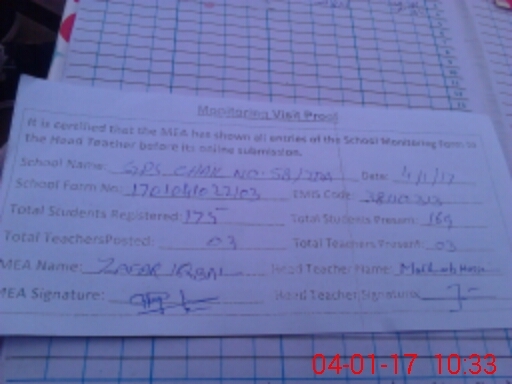 Monitoring Visit Proof
It is certified that the MEA has shown all entries of the School Monitoring Form to
the Head Teacher before its online submission.
School Name: GPS CHAK NO. 58/ Date: 4/1/17
School Form No: EMIS Code:
Total Students Registered: 175 Total Students Present: 169
Total TeachersPosted: 03 Total Teachers Present: 03
MEA Name: ZAFAR IQBAL Head Teacher Name:
MEA Signature: Head Teacher Signature
04-01-17 10:33